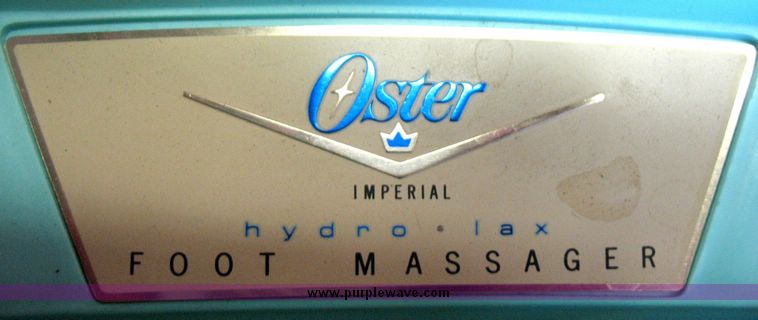 Oster
IMPERIAL
hydro • lax
FOOT MASSAGER
www.purplewave.com